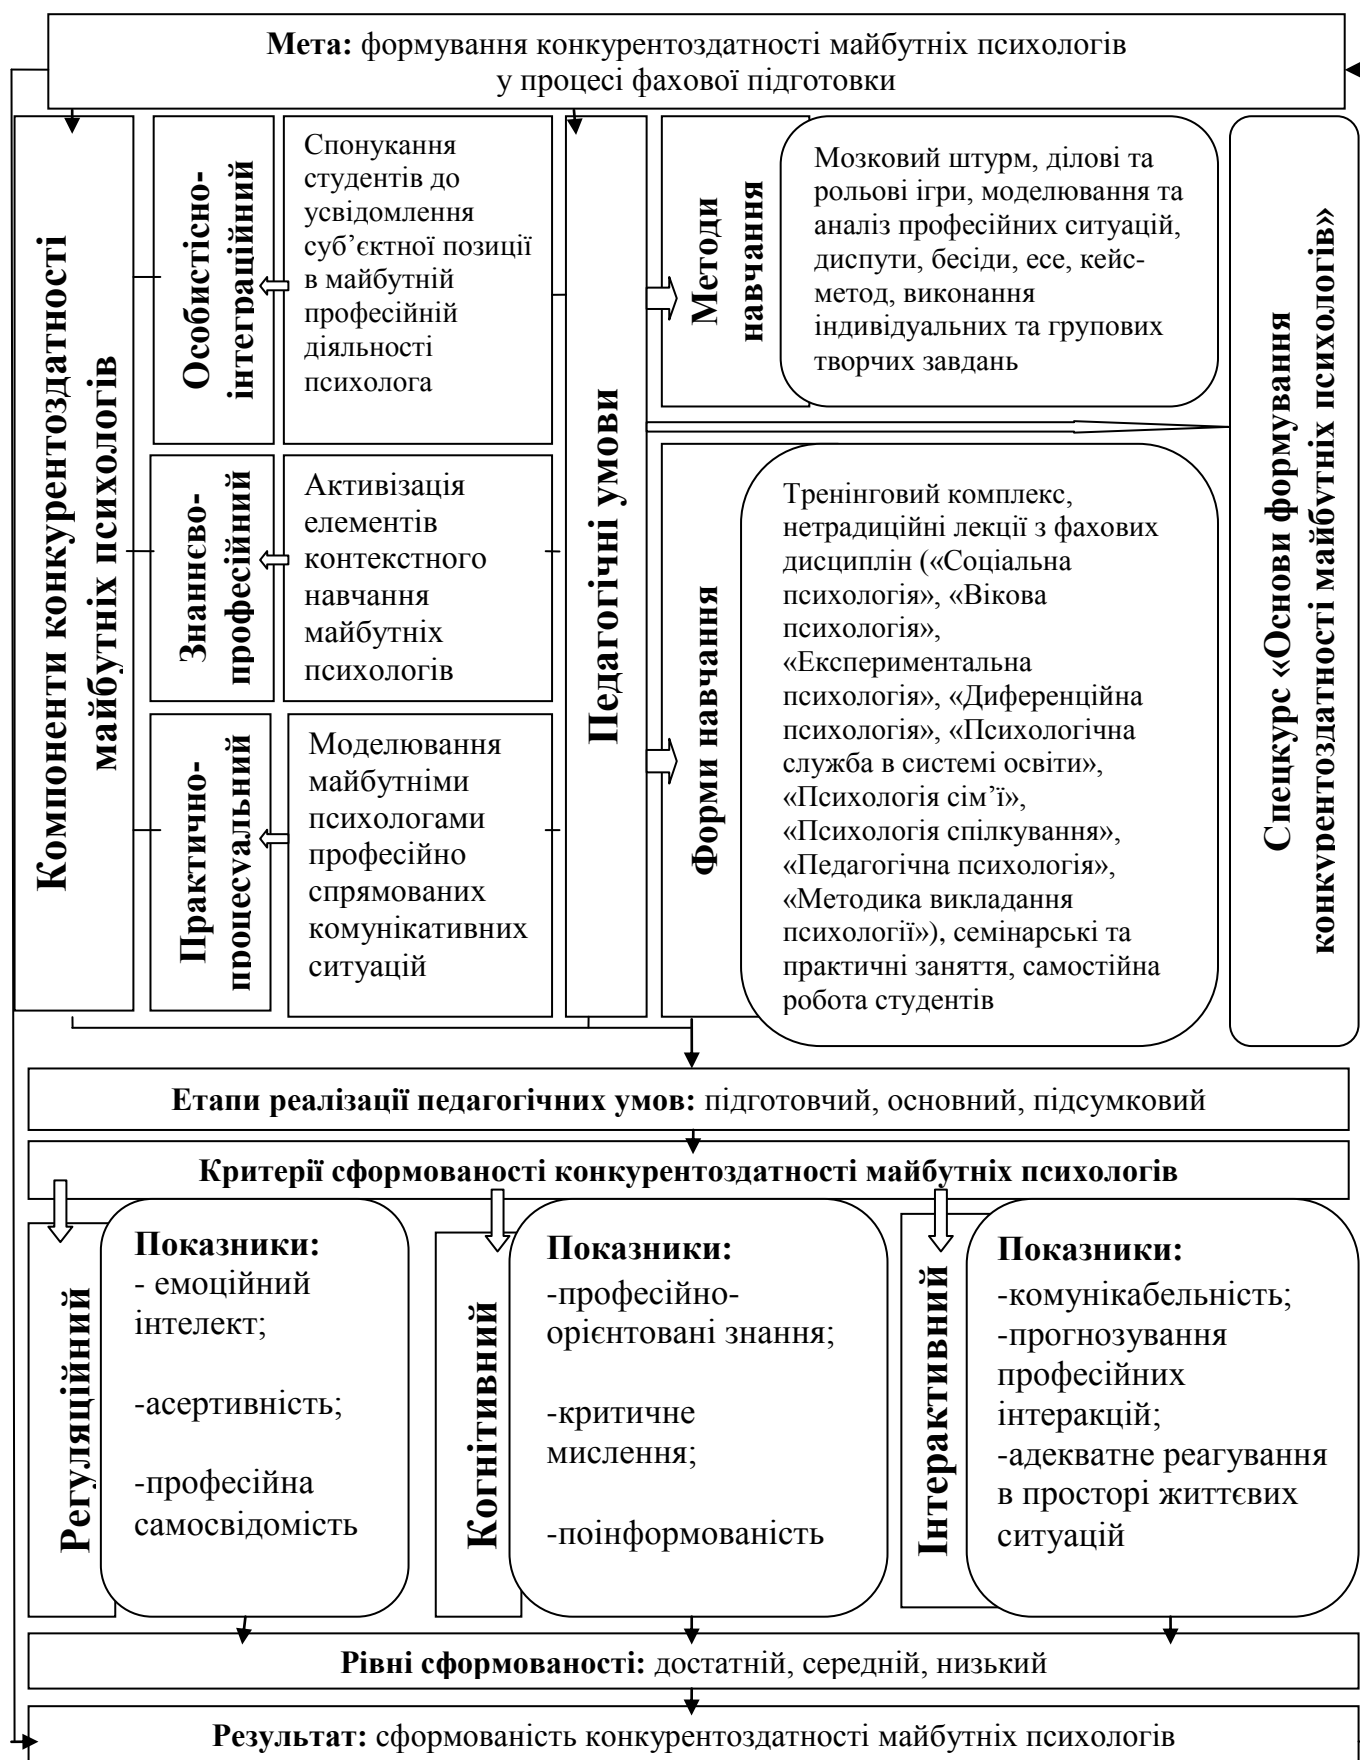 Мета: формування конкурентоздатності майбутніх психологів
у процесі фахової підготовки
Компоненти конкурентоздатності
майбутніх психологів
Особистісно-
інтеграційний
Спонукання
студентів до
усвідомлення
суб’єктної позиції
в майбутній
професійній
діяльності
психолога
Знаннєво-
професійний
Активізація
елементів
контекстного
навчання
майбутніх
психологів
Практично-
процесуальний
Моделювання
майбутніми
психологами
професійно
спрямованих
комунікативних
ситуацій
Педагогічні умови
Методи
навчання
Мозковий штурм, ділові та
рольові ігри, моделювання та
аналіз професійних ситуацій,
диспути, бесіди, есе, кейс-
метод, виконання
індивідуальних та групових
творчих завдань
Форми навчання
Тренінговий комплекс,
нетрадиційні лекції з фахових
дисциплін («Соціальна
психологія», «Вікова
психологія»,
«Експериментальна
психологія», «Диференційна
психологія», «Психологічна
служба в системі освіти»,
«Психологія сім’ї»,
«Психологія спілкування»,
«Педагогічна психологія»,
«Методика викладання
психології»), семінарські та
практичні заняття, самостійна
робота студентів
Спецкурс «Основи формування
конкурентоздатності майбутніх психологів»
Етапи реалізації педагогічних умов: підготовчий, основний, підсумковий
Критерії сформованості конкурентоздатності майбутніх психологів
Регуляційний
Показники:
- емоційний
інтелект;
-асертивність;
-професійна
самосвідомість
Когнітивний
Показники:
-професійно-
орієнтовані знання;
-критичне
мислення;
-поінформованість
Інтерактивний
Показники:
-комунікабельність;
-прогнозування
професійних
інтеракцій;
-адекватне реагування
в просторі життєвих
ситуацій
Рівні сформованості: достатній, середній, низький
Результат: сформованість конкурентоздатності майбутніх психологів